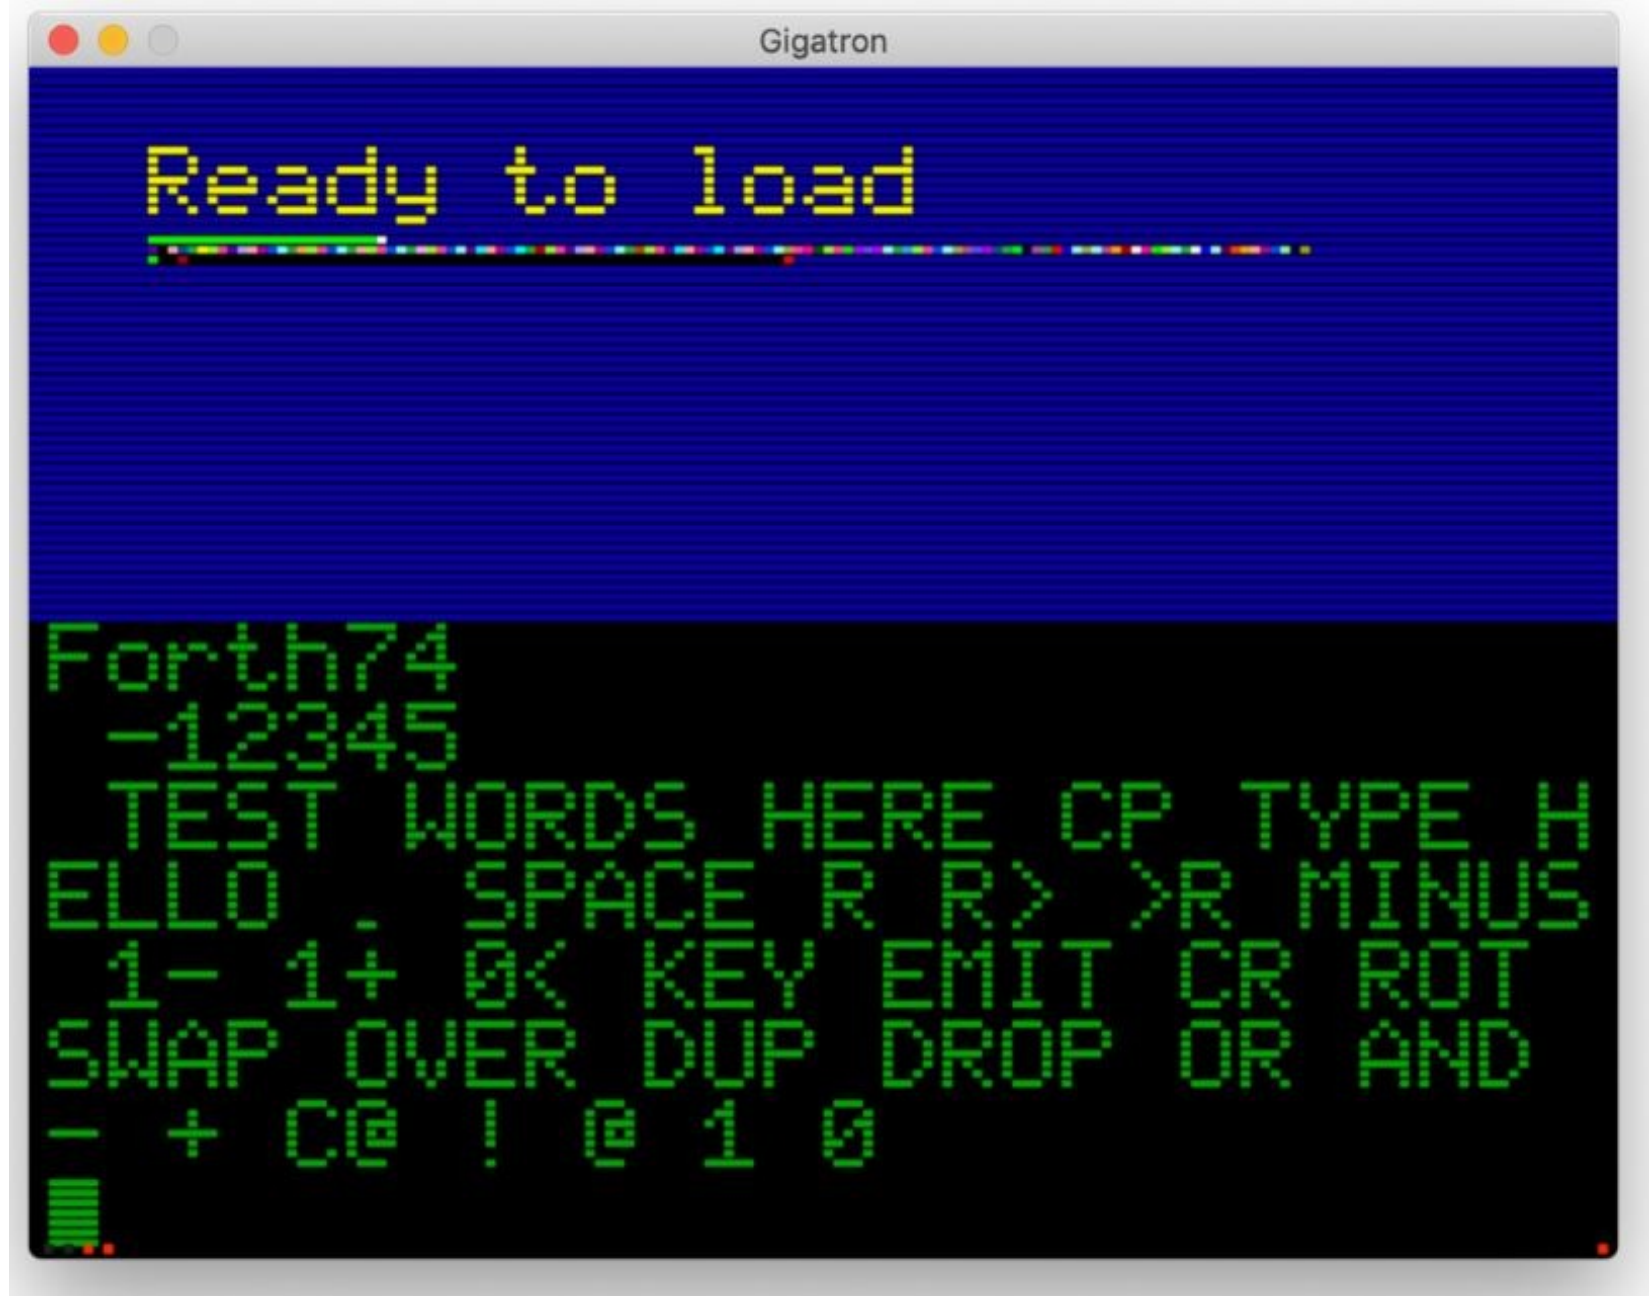 Gigatron
Ready to load
Forth74
-12345
TEST WORDS HERE CP TYPE H
ELLO . SPACE R R> >R MINUS
1- 1+ 0< KEY EMIT CR ROT
SWAP OVER DUP DROP OR AND
- + C@ ! @ 1 0